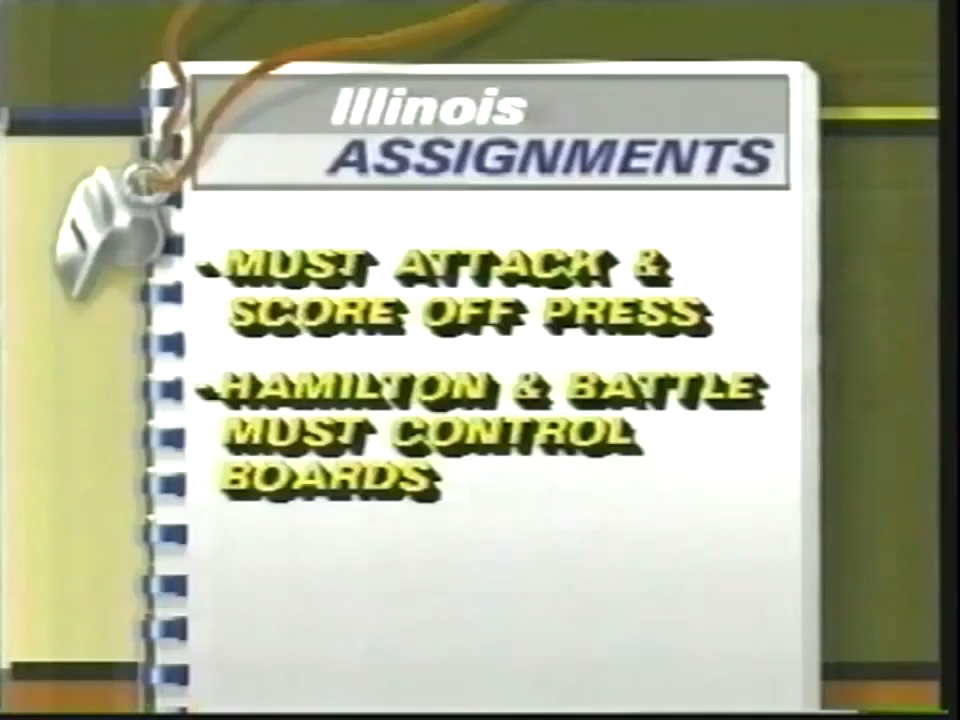 Illinois
ASSIGNMENTS
-MUST ATTACK &
SCORE OFF PRESS
-HAMILTON & BATTLE
MUST CONTROL
BOARDS